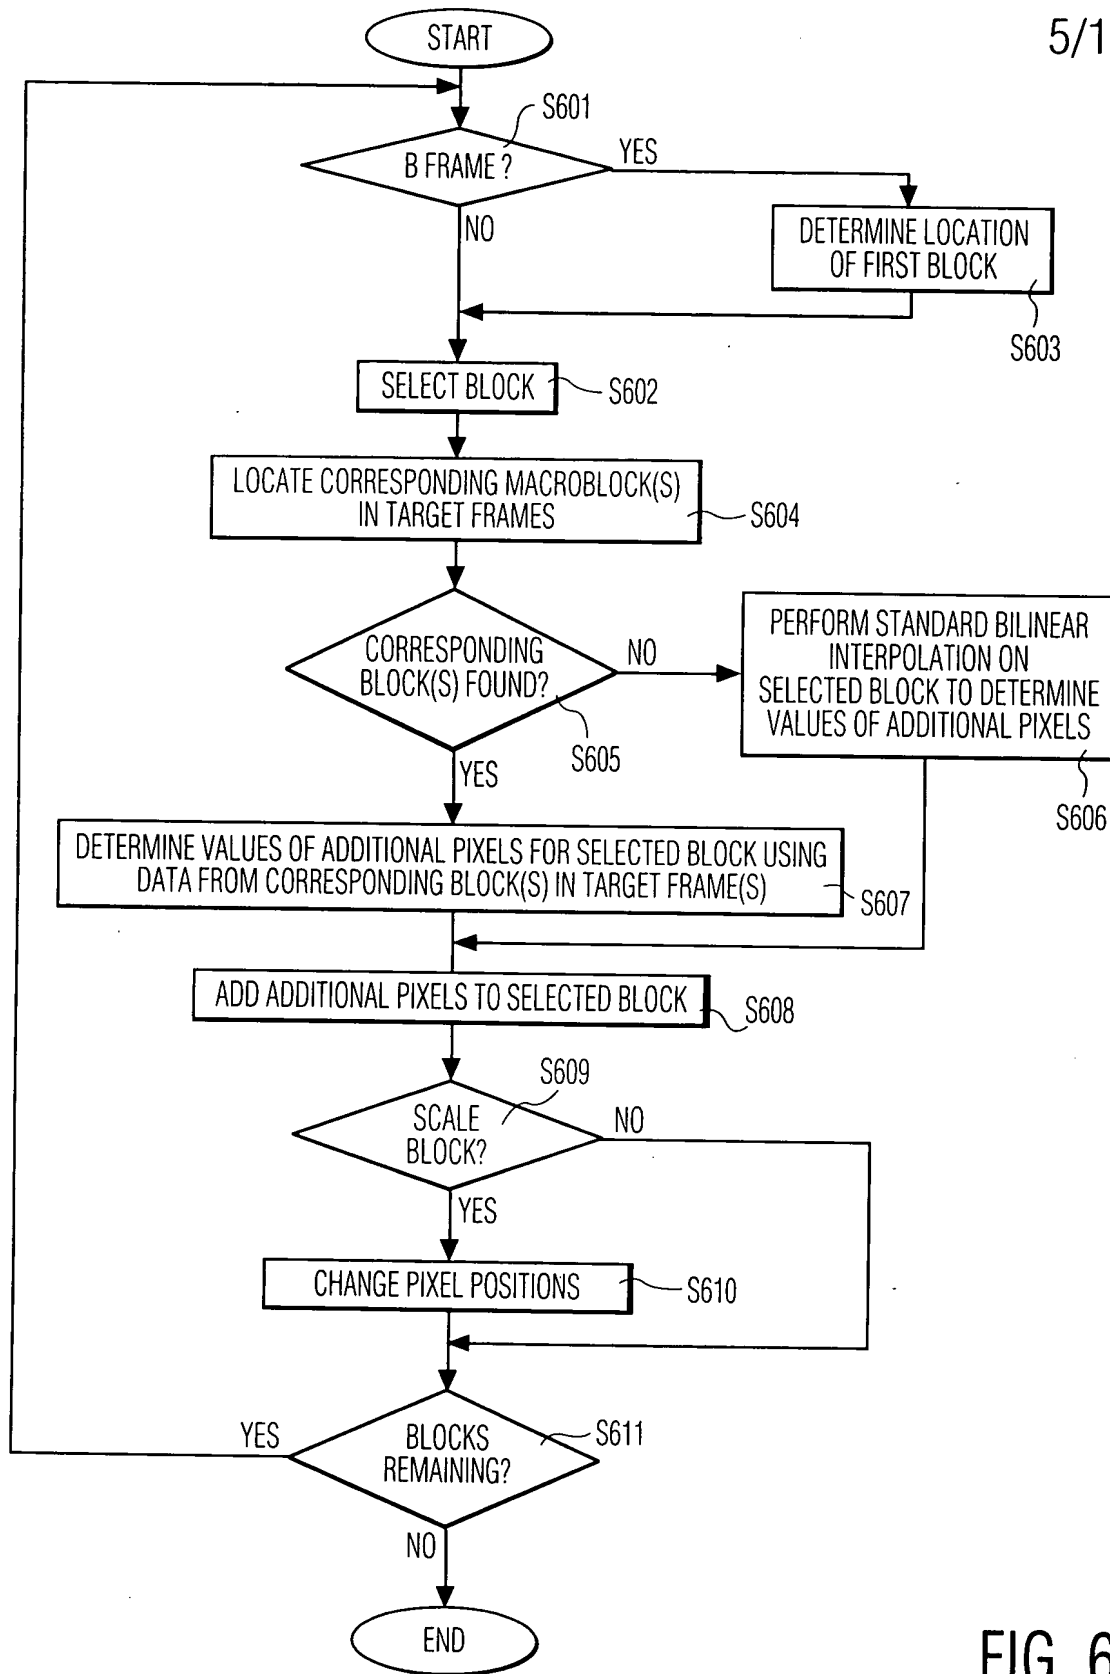 5/1
START
S601
B FRAME ?
YES
NO
DETERMINE LOCATION
OF FIRST BLOCK
S603
SELECT BLOCK
S602
LOCATE CORRESPONDING MACROBLOCK(S)
IN TARGET FRAMES
S604
CORRESPONDING
BLOCK(S) FOUND?
NO
S605
YES
PERFORM STANDARD BILINEAR
INTERPOLATION ON
SELECTED BLOCK TO DETERMINE
VALUES OF ADDITIONAL PIXELS
S606
DETERMINE VALUES OF ADDITIONAL PIXELS FOR SELECTED BLOCK USING
DATA FROM CORRESPONDING BLOCK(S) IN TARGET FRAME(S)
S607
ADD ADDITIONAL PIXELS TO SELECTED BLOCK
S608
S609
SCALE
BLOCK?
NO
YES
CHANGE PIXEL POSITIONS
S610
YES
BLOCKS
REMAINING?
S611
NO
END
FIG. 6